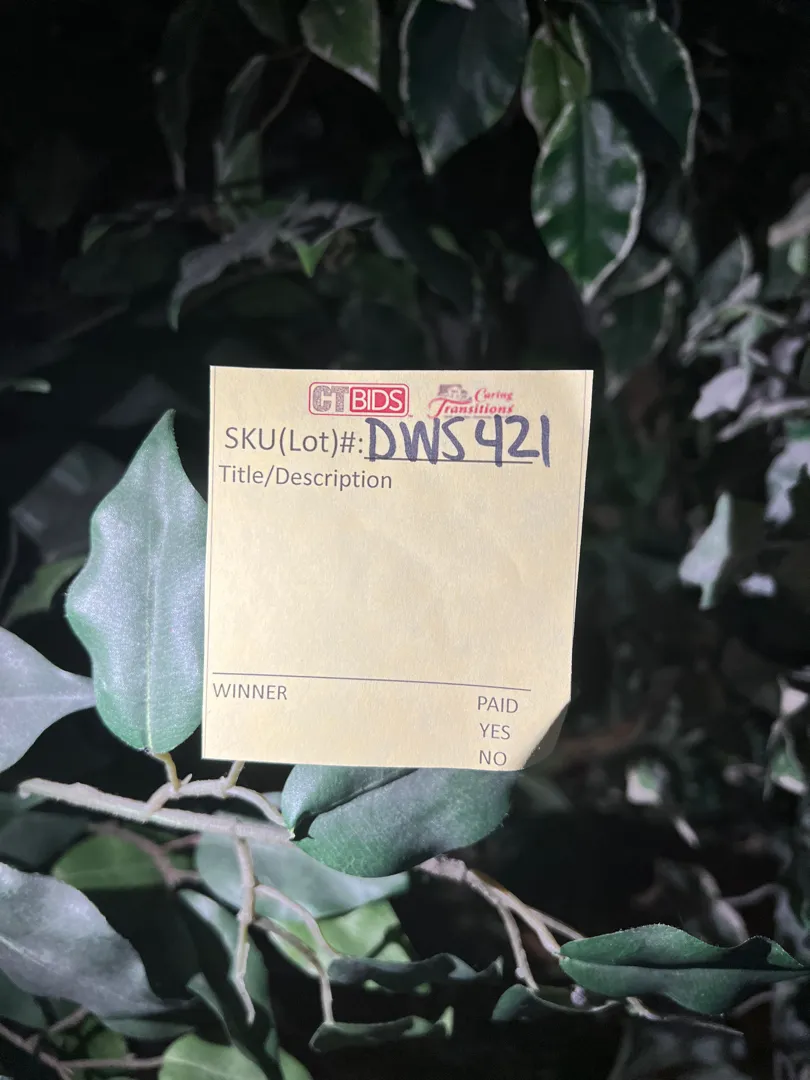 CTBIDS Caring Transitions
SKU(Lot)#: DWS421
Title/Description
WINNER PAID
YES
NO